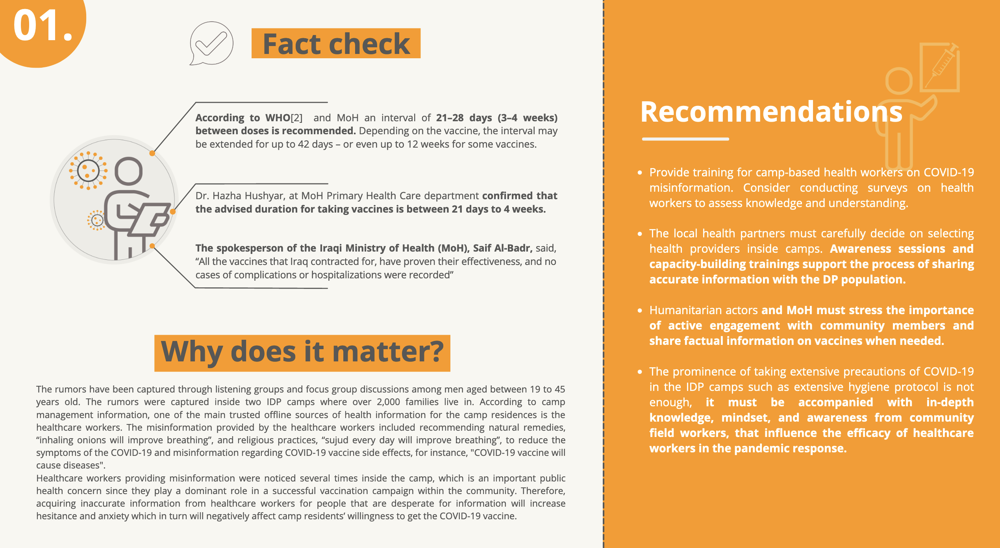 01.
Fact check
According to WHO[2] and MoH an interval of 21–28 days (3–4 weeks)
between doses is recommended. Depending on the vaccine, the interval may
be extended for up to 42 days – or even up to 12 weeks for some vaccines.
Dr. Hazha Hushyar, at MoH Primary Health Care department confirmed that
the advised duration for taking vaccines is between 21 days to 4 weeks.
The spokesperson of the Iraqi Ministry of Health (MoH), Saif Al-Badr, said,
“All the vaccines that Iraq contracted for, have proven their effectiveness, and no
cases of complications or hospitalizations were recorded”
Why does it matter?
The rumors have been captured through listening groups and focus group discussions among men aged between 19 to 45
years old. The rumors were captured inside two IDP camps where over 2,000 families live in. According to camp
management information, one of the main trusted offline sources of health information for the camp residences is the
healthcare workers. The misinformation provided by the healthcare workers included recommending natural remedies,
“inhaling onions will improve breathing”, and religious practices, “sujud every day will improve breathing”, to reduce the
symptoms of the COVID-19 and misinformation regarding COVID-19 vaccine side effects, for instance, "COVID-19 vaccine will
cause diseases".
Healthcare workers providing misinformation were noticed several times inside the camp, which is an important public
health concern since they play a dominant role in a successful vaccination campaign within the community. Therefore,
acquiring inaccurate information from healthcare workers for people that are desperate for information will increase
hesitance and anxiety which in turn will negatively affect camp residents’ willingness to get the COVID-19 vaccine.
Recommendations
• Provide training for camp-based health workers on COVID-19
misinformation. Consider conducting surveys on health
workers to assess knowledge and understanding.
• The local health partners must carefully decide on selecting
health providers inside camps. Awareness sessions and
capacity-building trainings support the process of sharing
accurate information with the DP population.
• Humanitarian actors and MoH must stress the importance
of active engagement with community members and
share factual information on vaccines when needed.
• The prominence of taking extensive precautions of COVID-19
in the IDP camps such as extensive hygiene protocol is not
enough, it must be accompanied with in-depth
knowledge, mindset, and awareness from community
field workers, that influence the efficacy of healthcare
workers in the pandemic response.